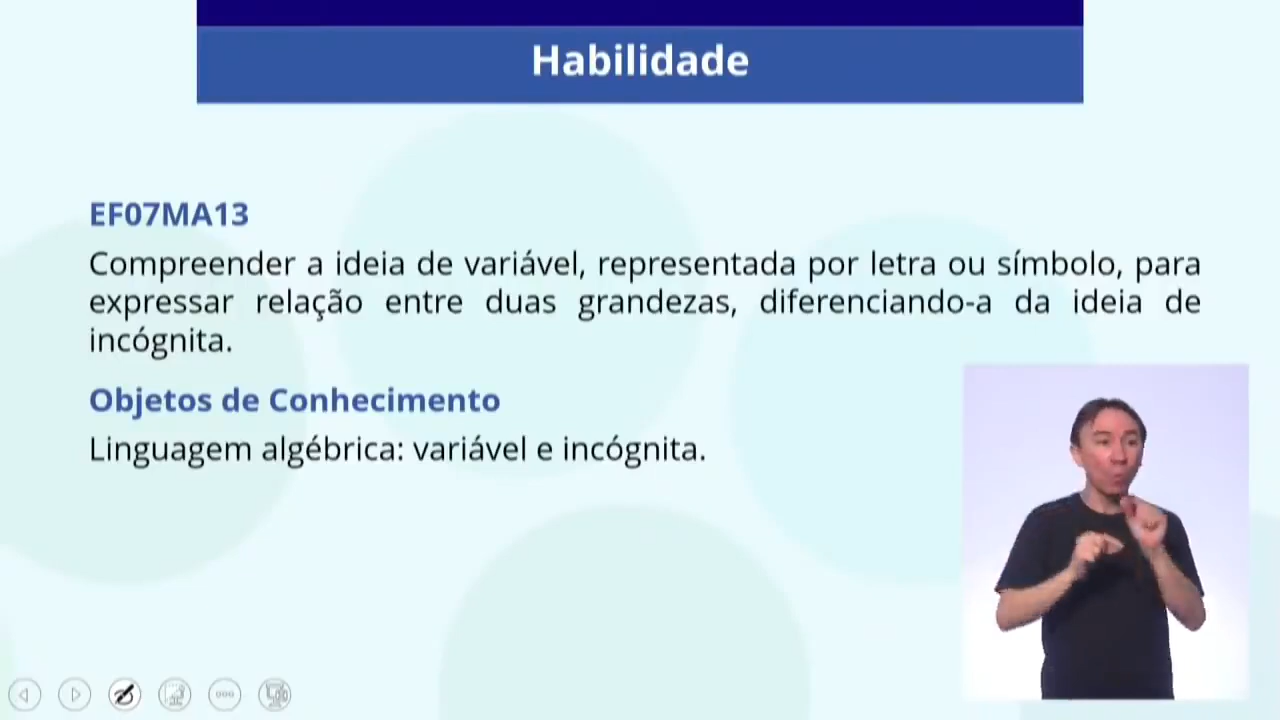 Habilidade
EF07MA13
Compreender a ideia de variável, representada por letra ou símbolo, para
expressar relação entre duas grandezas, diferenciando-a da ideia de
incógnita.
Objetos de Conhecimento
Linguagem algébrica: variável e incógnita.